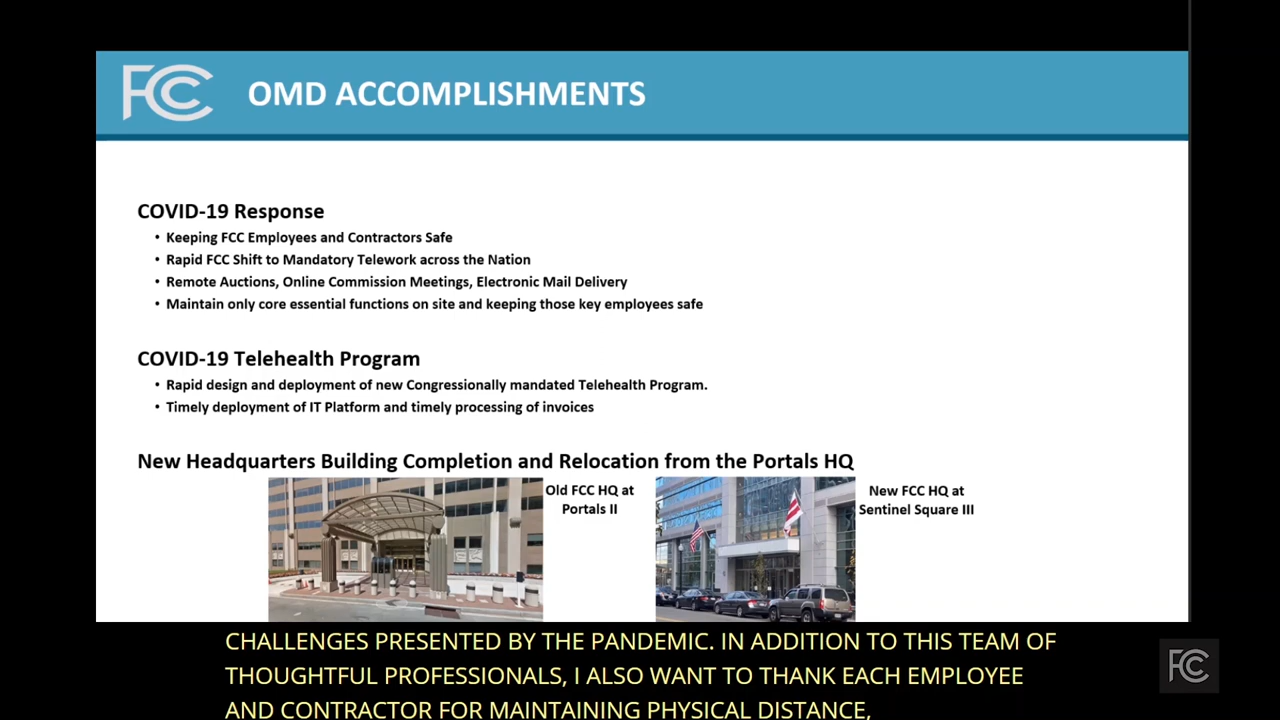 FCC OMD ACCOMPLISHMENTS
COVID-19 Response
• Keeping FCC Employees and Contractors Safe
• Rapid FCC Shift to Mandatory Telework across the Nation
• Remote Auctions, Online Commission Meetings, Electronic Mail Delivery
• Maintain only core essential functions on site and keeping those key employees safe
COVID-19 Telehealth Program
• Rapid design and deployment of new Congressionally mandated Telehealth Program.
• Timely deployment of IT Platform and timely processing of invoices
New Headquarters Building Completion and Relocation from the Portals HQ
Old FCC HQ at
Portals II
New FCC HQ at
Sentinel Square III
CHALLENGES PRESENTED BY THE PANDEMIC. IN ADDITION TO THIS TEAM OF
THOUGHTFUL PROFESSIONALS, I ALSO WANT TO THANK EACH EMPLOYEE
AND CONTRACTOR FOR MAINTAINING PHYSICAL DISTANCE,
FCC